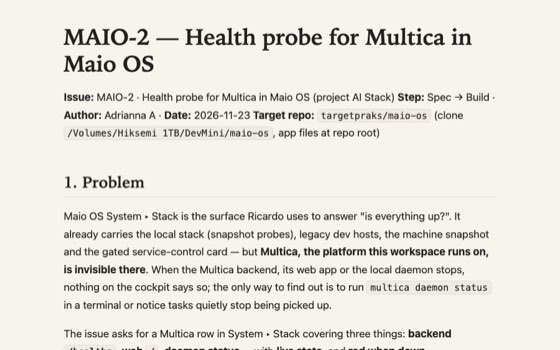 MAIO-2 — Health probe for Multica in
Maio OS
Issue: MAIO-2 · Health probe for Multica in Maio OS (project AI Stack) Step: Spec → Build ·
Author: Adrianna A · Date: 2026-11-23 Target repo: targetpraks/maio-os (clone
/Volumes/Hiksemi 1TB/DevMini/maio-os , app files at repo root)
1. Problem
Maio OS System ‣ Stack is the surface Ricardo uses to answer "is everything up?". It
already carries the local stack (snapshot probes), legacy dev hosts, the machine snapshot
and the gated service-control card — but Multica, the platform this workspace runs on,
is invisible there. When the Multica backend, its web app or the local daemon stops,
nothing on the cockpit says so; the only way to find out is to run multica daemon status
in a terminal or notice tasks quietly stop being picked up.
The issue asks for a Multica row in System ‣ Stack covering three things: backend